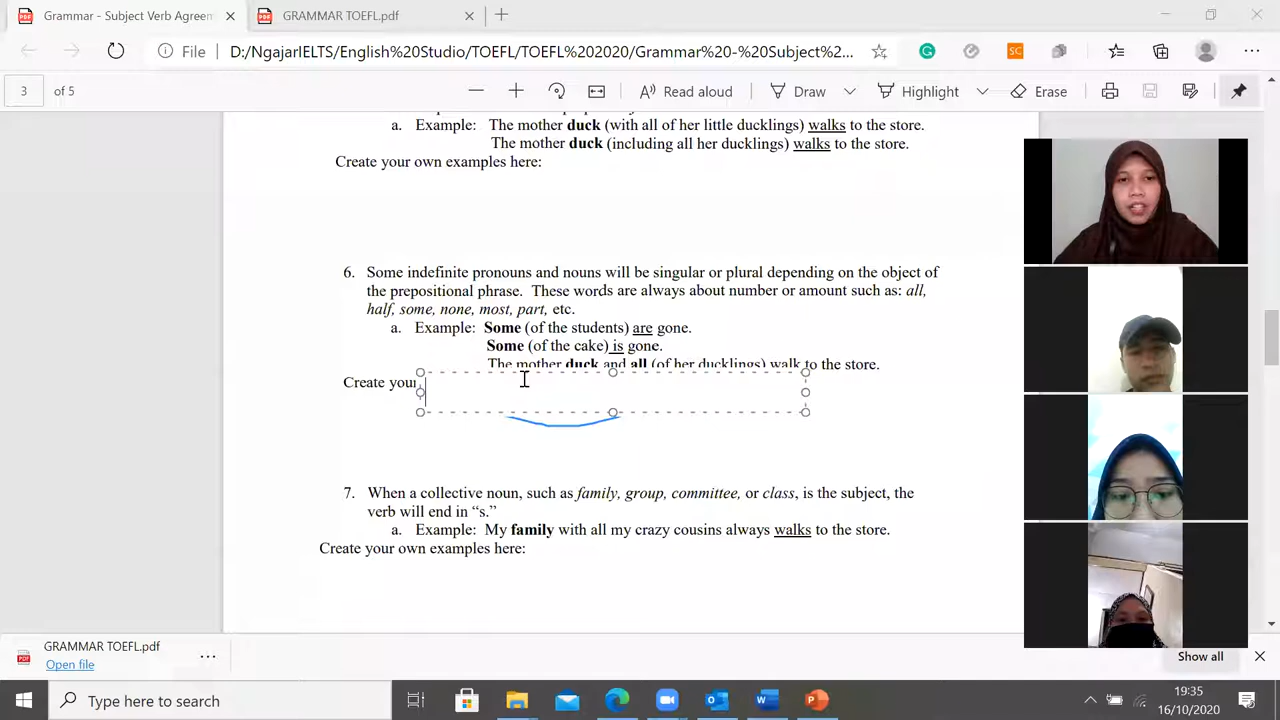 Grammar - Subject Verb Agreem
GRAMMAR TOEFL.pdf
File
D:/NgajarIELTS/English%20Studio/TOEFL/TOEFL%202020/Grammar%20-%20Subject%2...
3 of 5
Read aloud
Draw
Highlight
Erase
a. Example: The mother duck (with all of her little ducklings) walks to the store.
The mother duck (including all her ducklings) walks to the store.
Create your own examples here:
6. Some indefinite pronouns and nouns will be singular or plural depending on the object of
the prepositional phrase. These words are always about number or amount such as: all,
half, some, none, most, part, etc.
a. Example: Some (of the students) are gone.
Some (of the cake) is gone.
The mother duck and all (of her ducklings) walk to the store.
Create your
7. When a collective noun, such as family, group, committee, or class, is the subject, the
verb will end in “s.”
a. Example: My family with all my crazy cousins always walks to the store.
Create your own examples here:
GRAMMAR TOEFL.pdf
Open file
Show all
Type here to search
19:35
16/10/2020